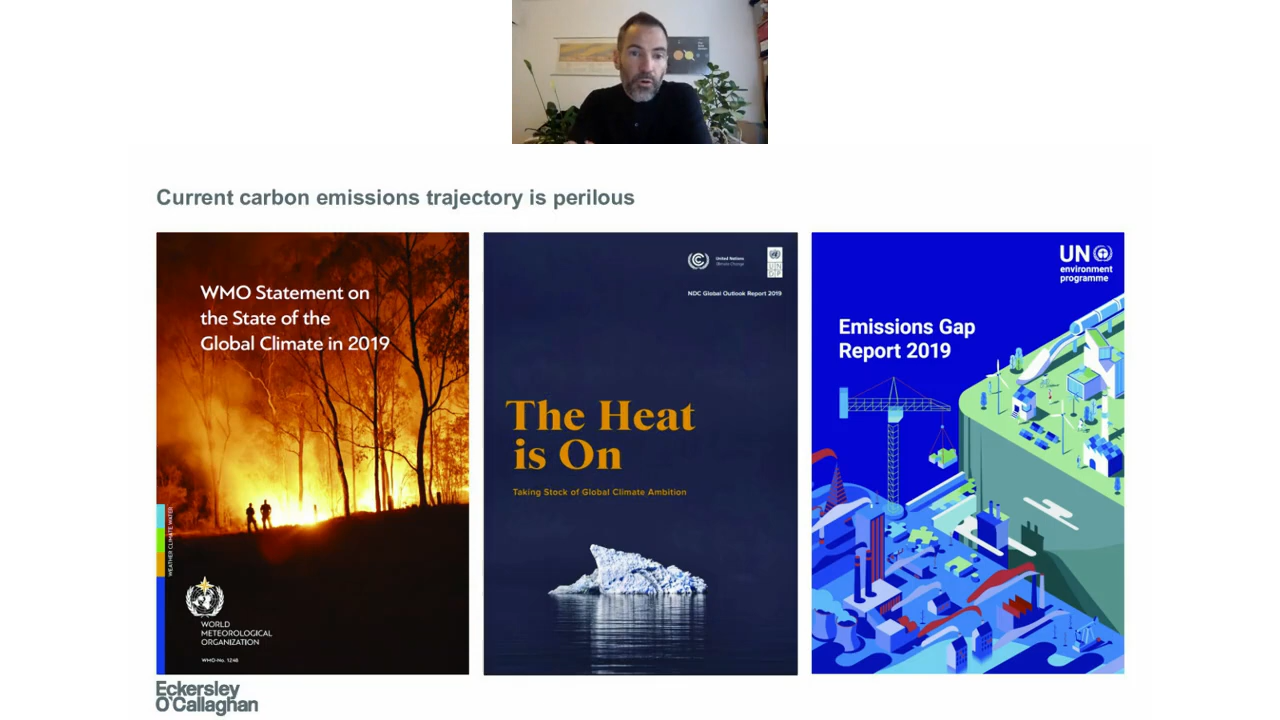 Current carbon emissions trajectory is perilous
WMO Statement on
the State of the
Global Climate in 2019
WEATHER CLIMATE WATER
WORLD
METEOROLOGICAL
ORGANIZATION
WMO-No. 1248
United Nations
Climate Change
UN
DP
NDC Global Outlook Report 2019
The Heat
is On
Taking Stock of Global Climate Ambition
UN
environment
programme
Emissions Gap
Report 2019
Eckersley
O'Callaghan